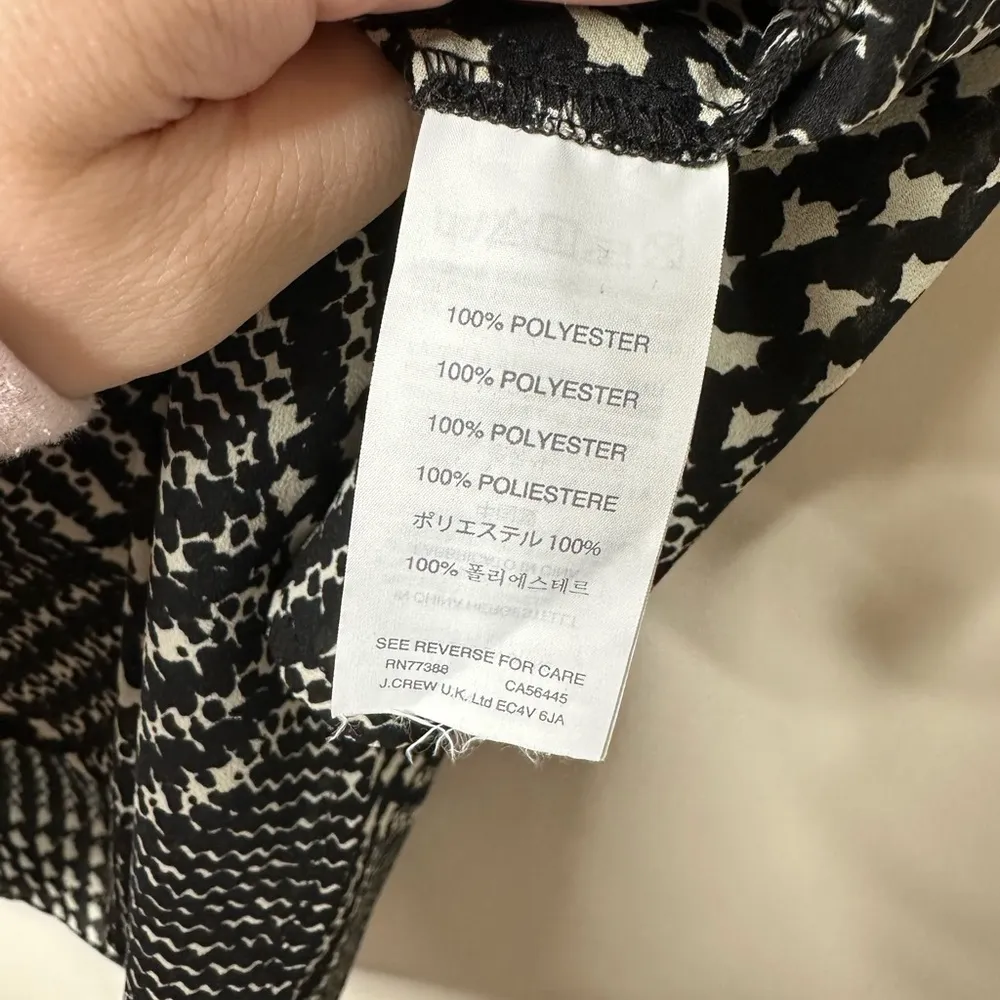 100% POLYESTER
100% POLYESTER
100% POLYESTER
100% POLIESTERE
ポリエステル 100%
100% 폴리에스테르
SEE REVERSE FOR CARE
RN77388 CA56445
J.CREW U.K. Ltd EC4V 6JA